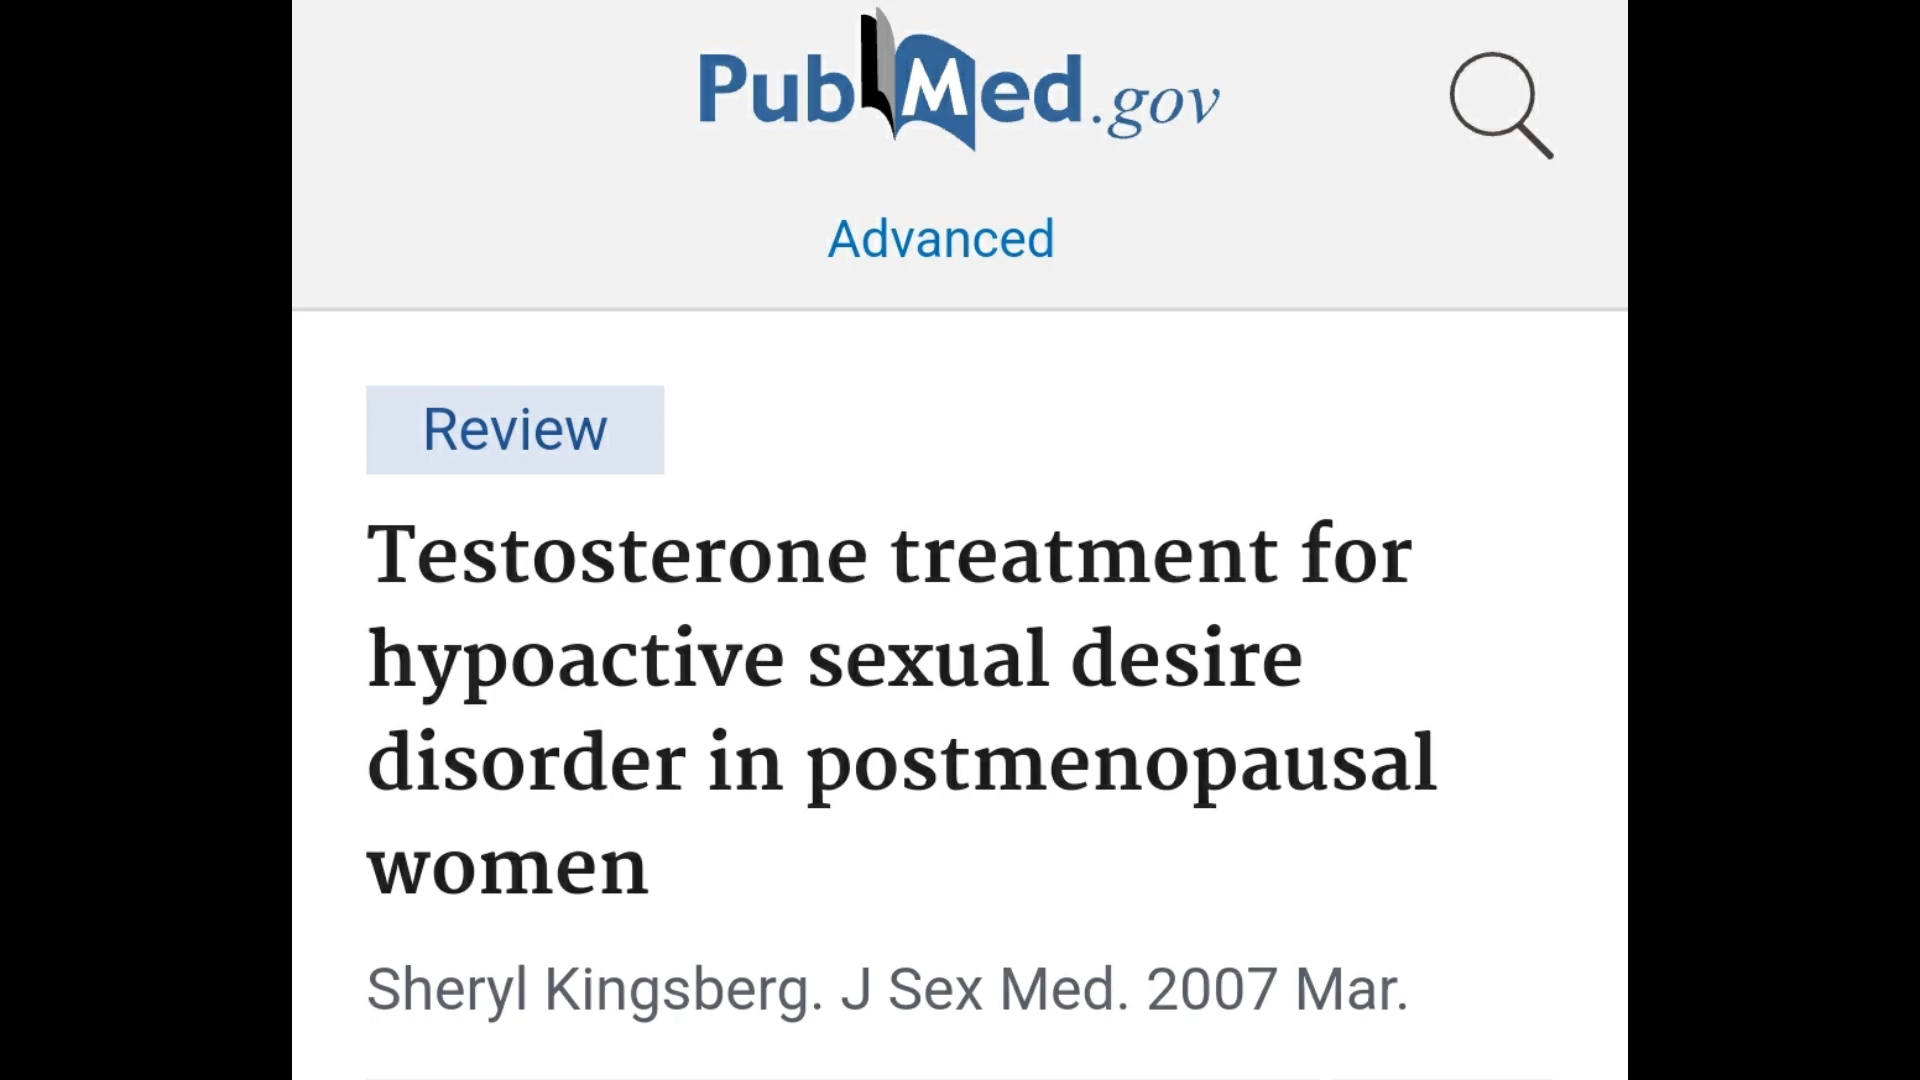 PubMed.gov
Advanced
Review
Testosterone treatment for
hypoactive sexual desire
disorder in postmenopausal
women
Sheryl Kingsberg. J Sex Med. 2007 Mar.